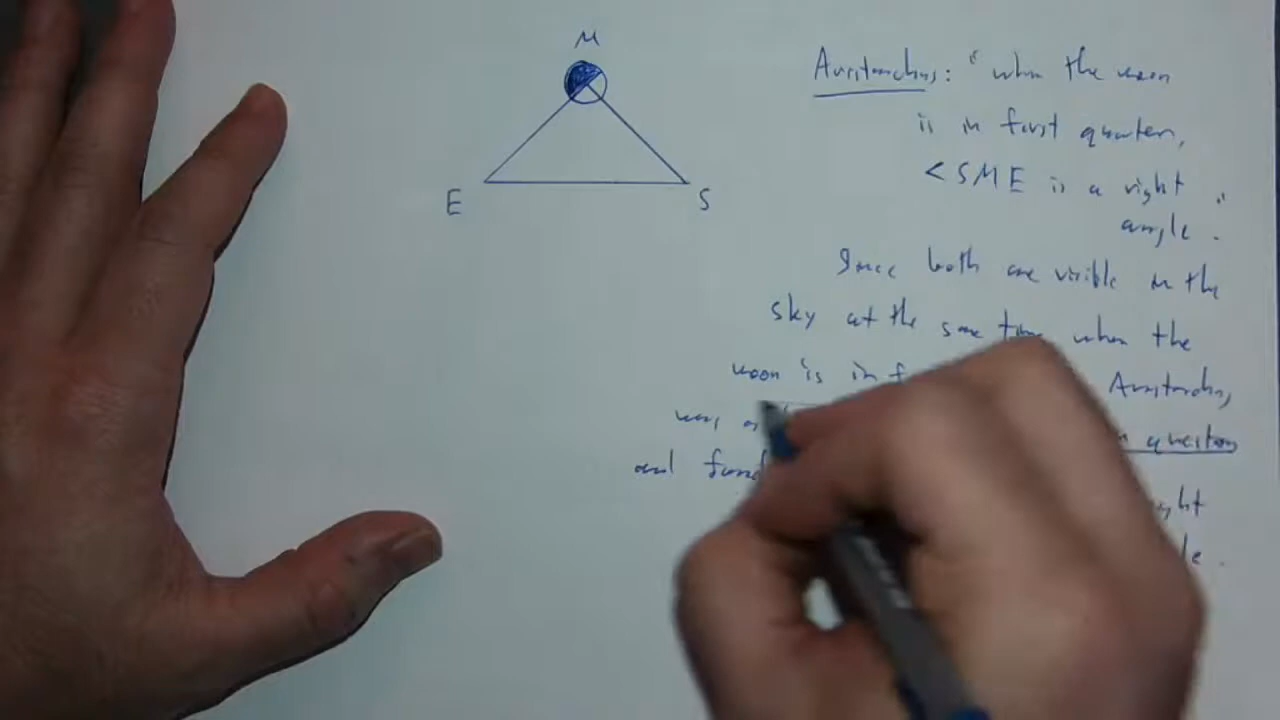 M
E
S
Aristarchus: "when the moon
is in first quarter,
<SME is a right
angle."
Since both are visible in the
sky at the same time when the
moon is in Aristarchus
was
question
and found